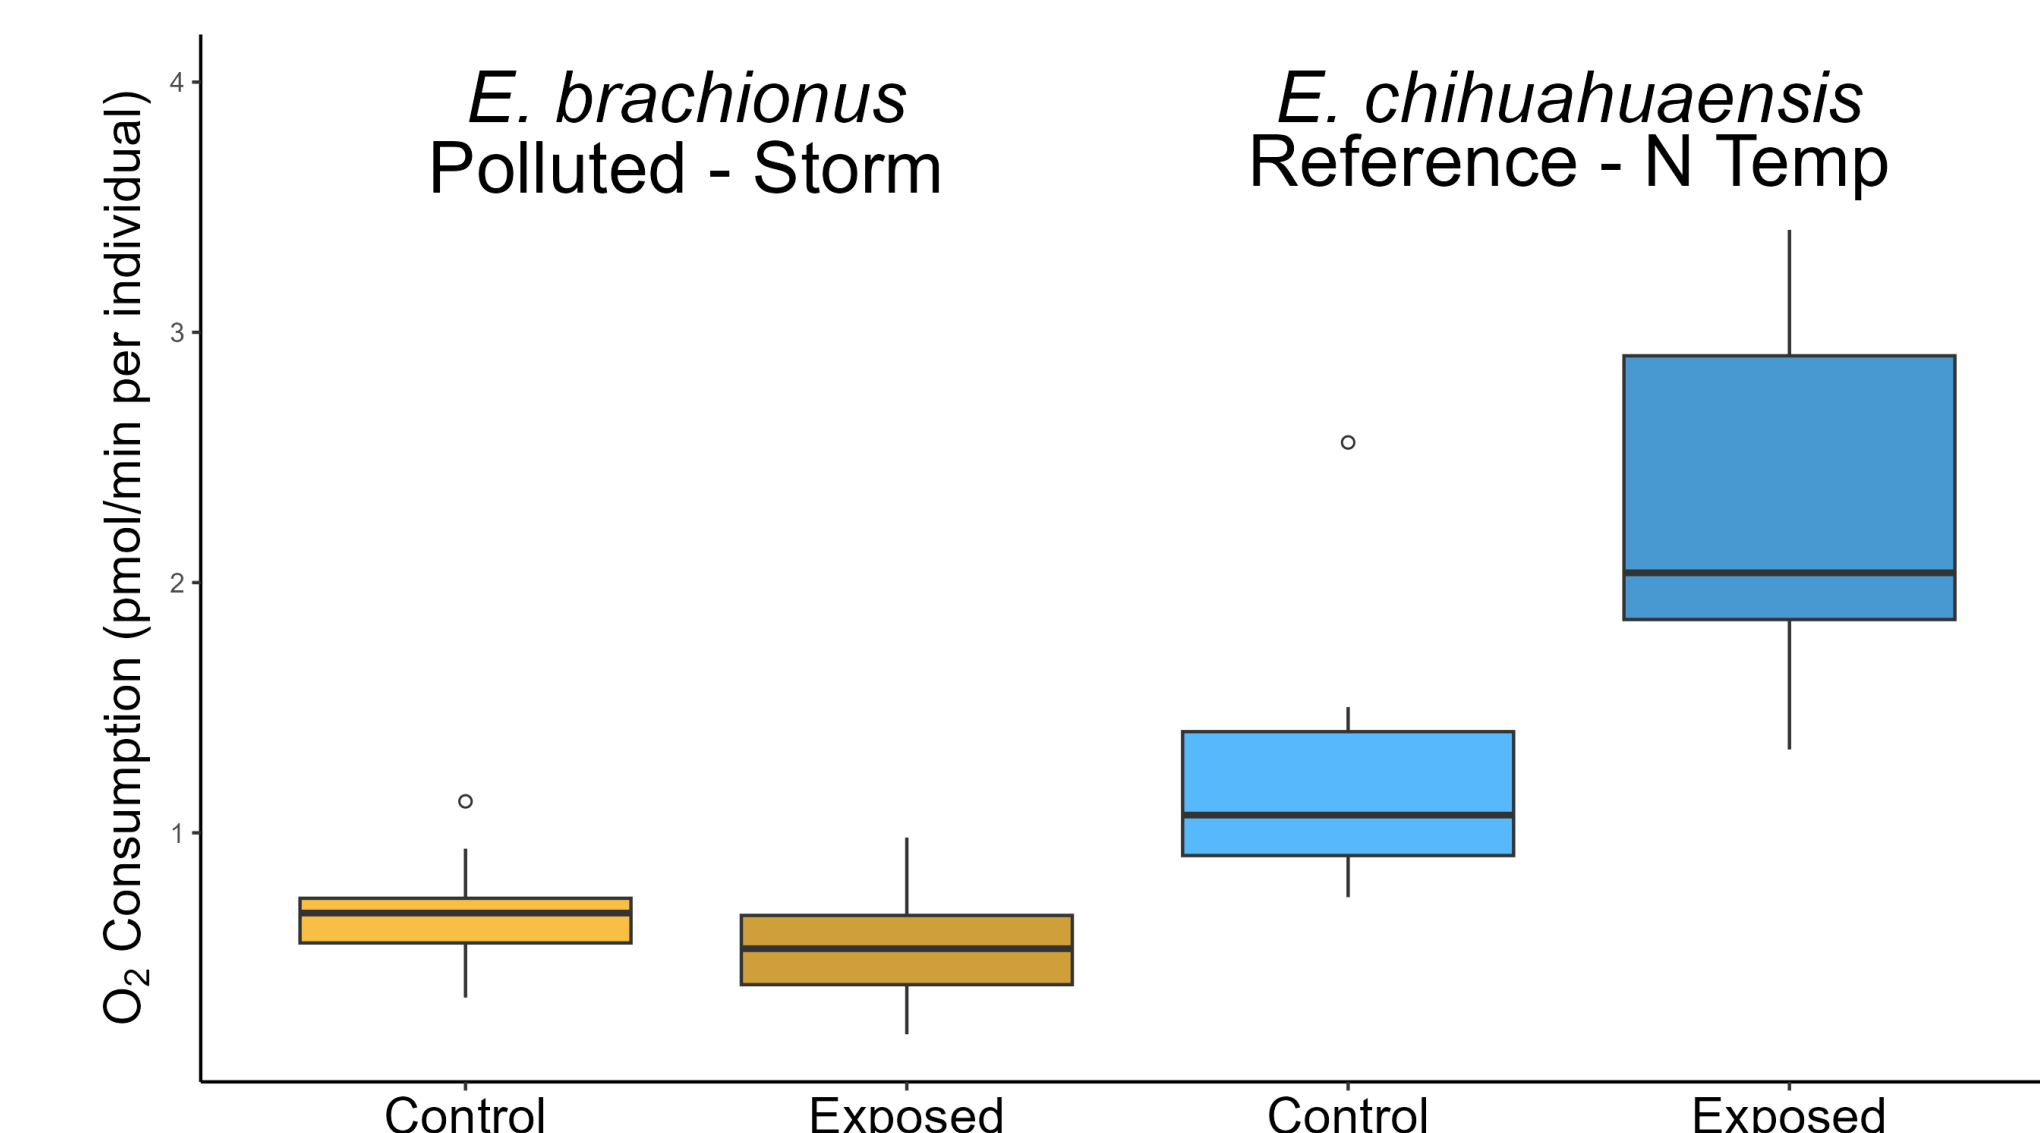 E. brachionus
Polluted - Storm
E. chihuahuaensis
Reference - N Temp
O₂ Consumption (pmol/min per individual)
4
3
2
1
Control
Exposed
Control
Exposed